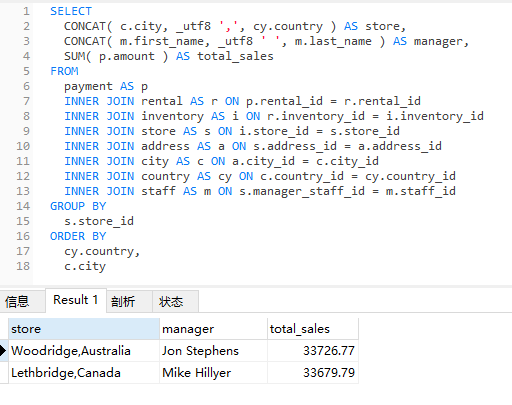 1 SELECT
2 CONCAT( c.city, _utf8 ',', cy.country ) AS store,
3 CONCAT( m.first_name, _utf8 ' ', m.last_name ) AS manager,
4 SUM( p.amount ) AS total_sales
5 FROM
6 payment AS p
7 INNER JOIN rental AS r ON p.rental_id = r.rental_id
8 INNER JOIN inventory AS i ON r.inventory_id = i.inventory_id
9 INNER JOIN store AS s ON i.store_id = s.store_id
10 INNER JOIN address AS a ON s.address_id = a.address_id
11 INNER JOIN city AS c ON a.city_id = c.city_id
12 INNER JOIN country AS cy ON c.country_id = cy.country_id
13 INNER JOIN staff AS m ON s.manager_staff_id = m.staff_id
14 GROUP BY
15 s.store_id
16 ORDER BY
17 cy.country,
18 c.city
信息 Result 1 剖析 状态
store manager total_sales
Woodridge,Australia Jon Stephens 33726.77
Lethbridge,Canada Mike Hillyer 33679.79